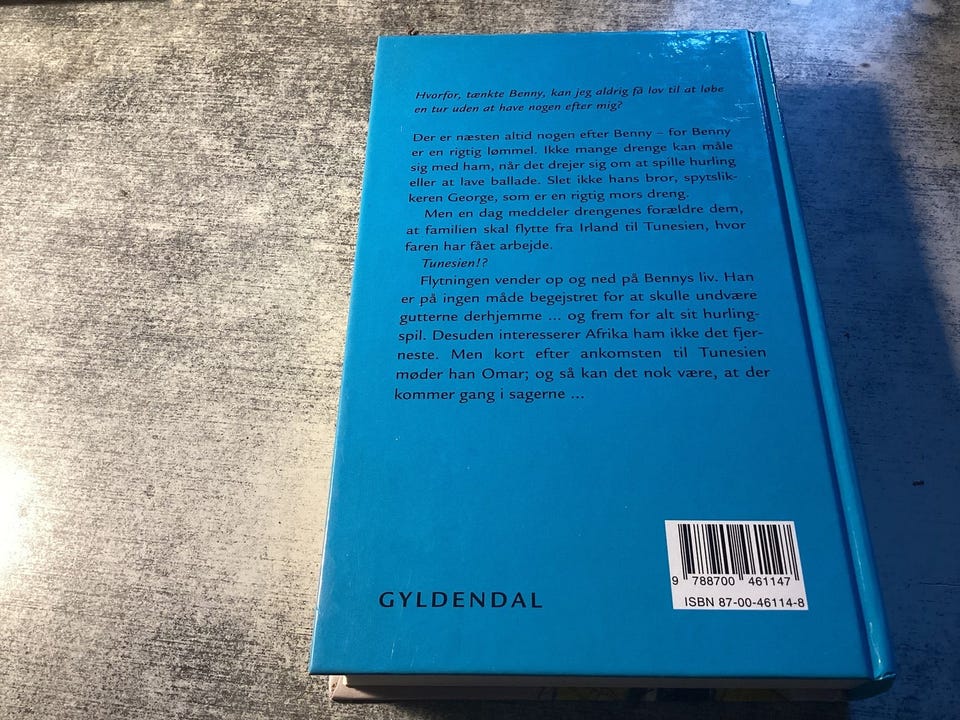 Hvorfor, tænkte Benny, kan jeg aldrig få lov til at løbe
en tur uden at have nogen efter mig?
Der er næsten altid nogen efter Benny – for Benny
er en rigtig lømmel. Ikke mange drenge kan måle
sig med ham, når det drejer sig om at spille hurling
eller at lave ballade. Slet ikke hans bror, spytslik-
keren George, som er en rigtig mors dreng.
Men en dag meddeler drengenes forældre dem,
at familien skal flytte fra Irland til Tunesien, hvor
faren har fået arbejde.
Tunesien!?
Flytningen vender op og ned på Bennys liv. Han
er på ingen måde begejstret for at skulle undvære
gutterne derhjemme ... og frem for alt sit hurling-
spil. Desuden interesserer Afrika ham ikke det fjer-
neste. Men kort efter ankomsten til Tunesien
møder han Omar; og så kan det nok være, at der
kommer gang i sagerne ...
GYLDENDAL
9 788700 461147
ISBN 87-00-46114-8